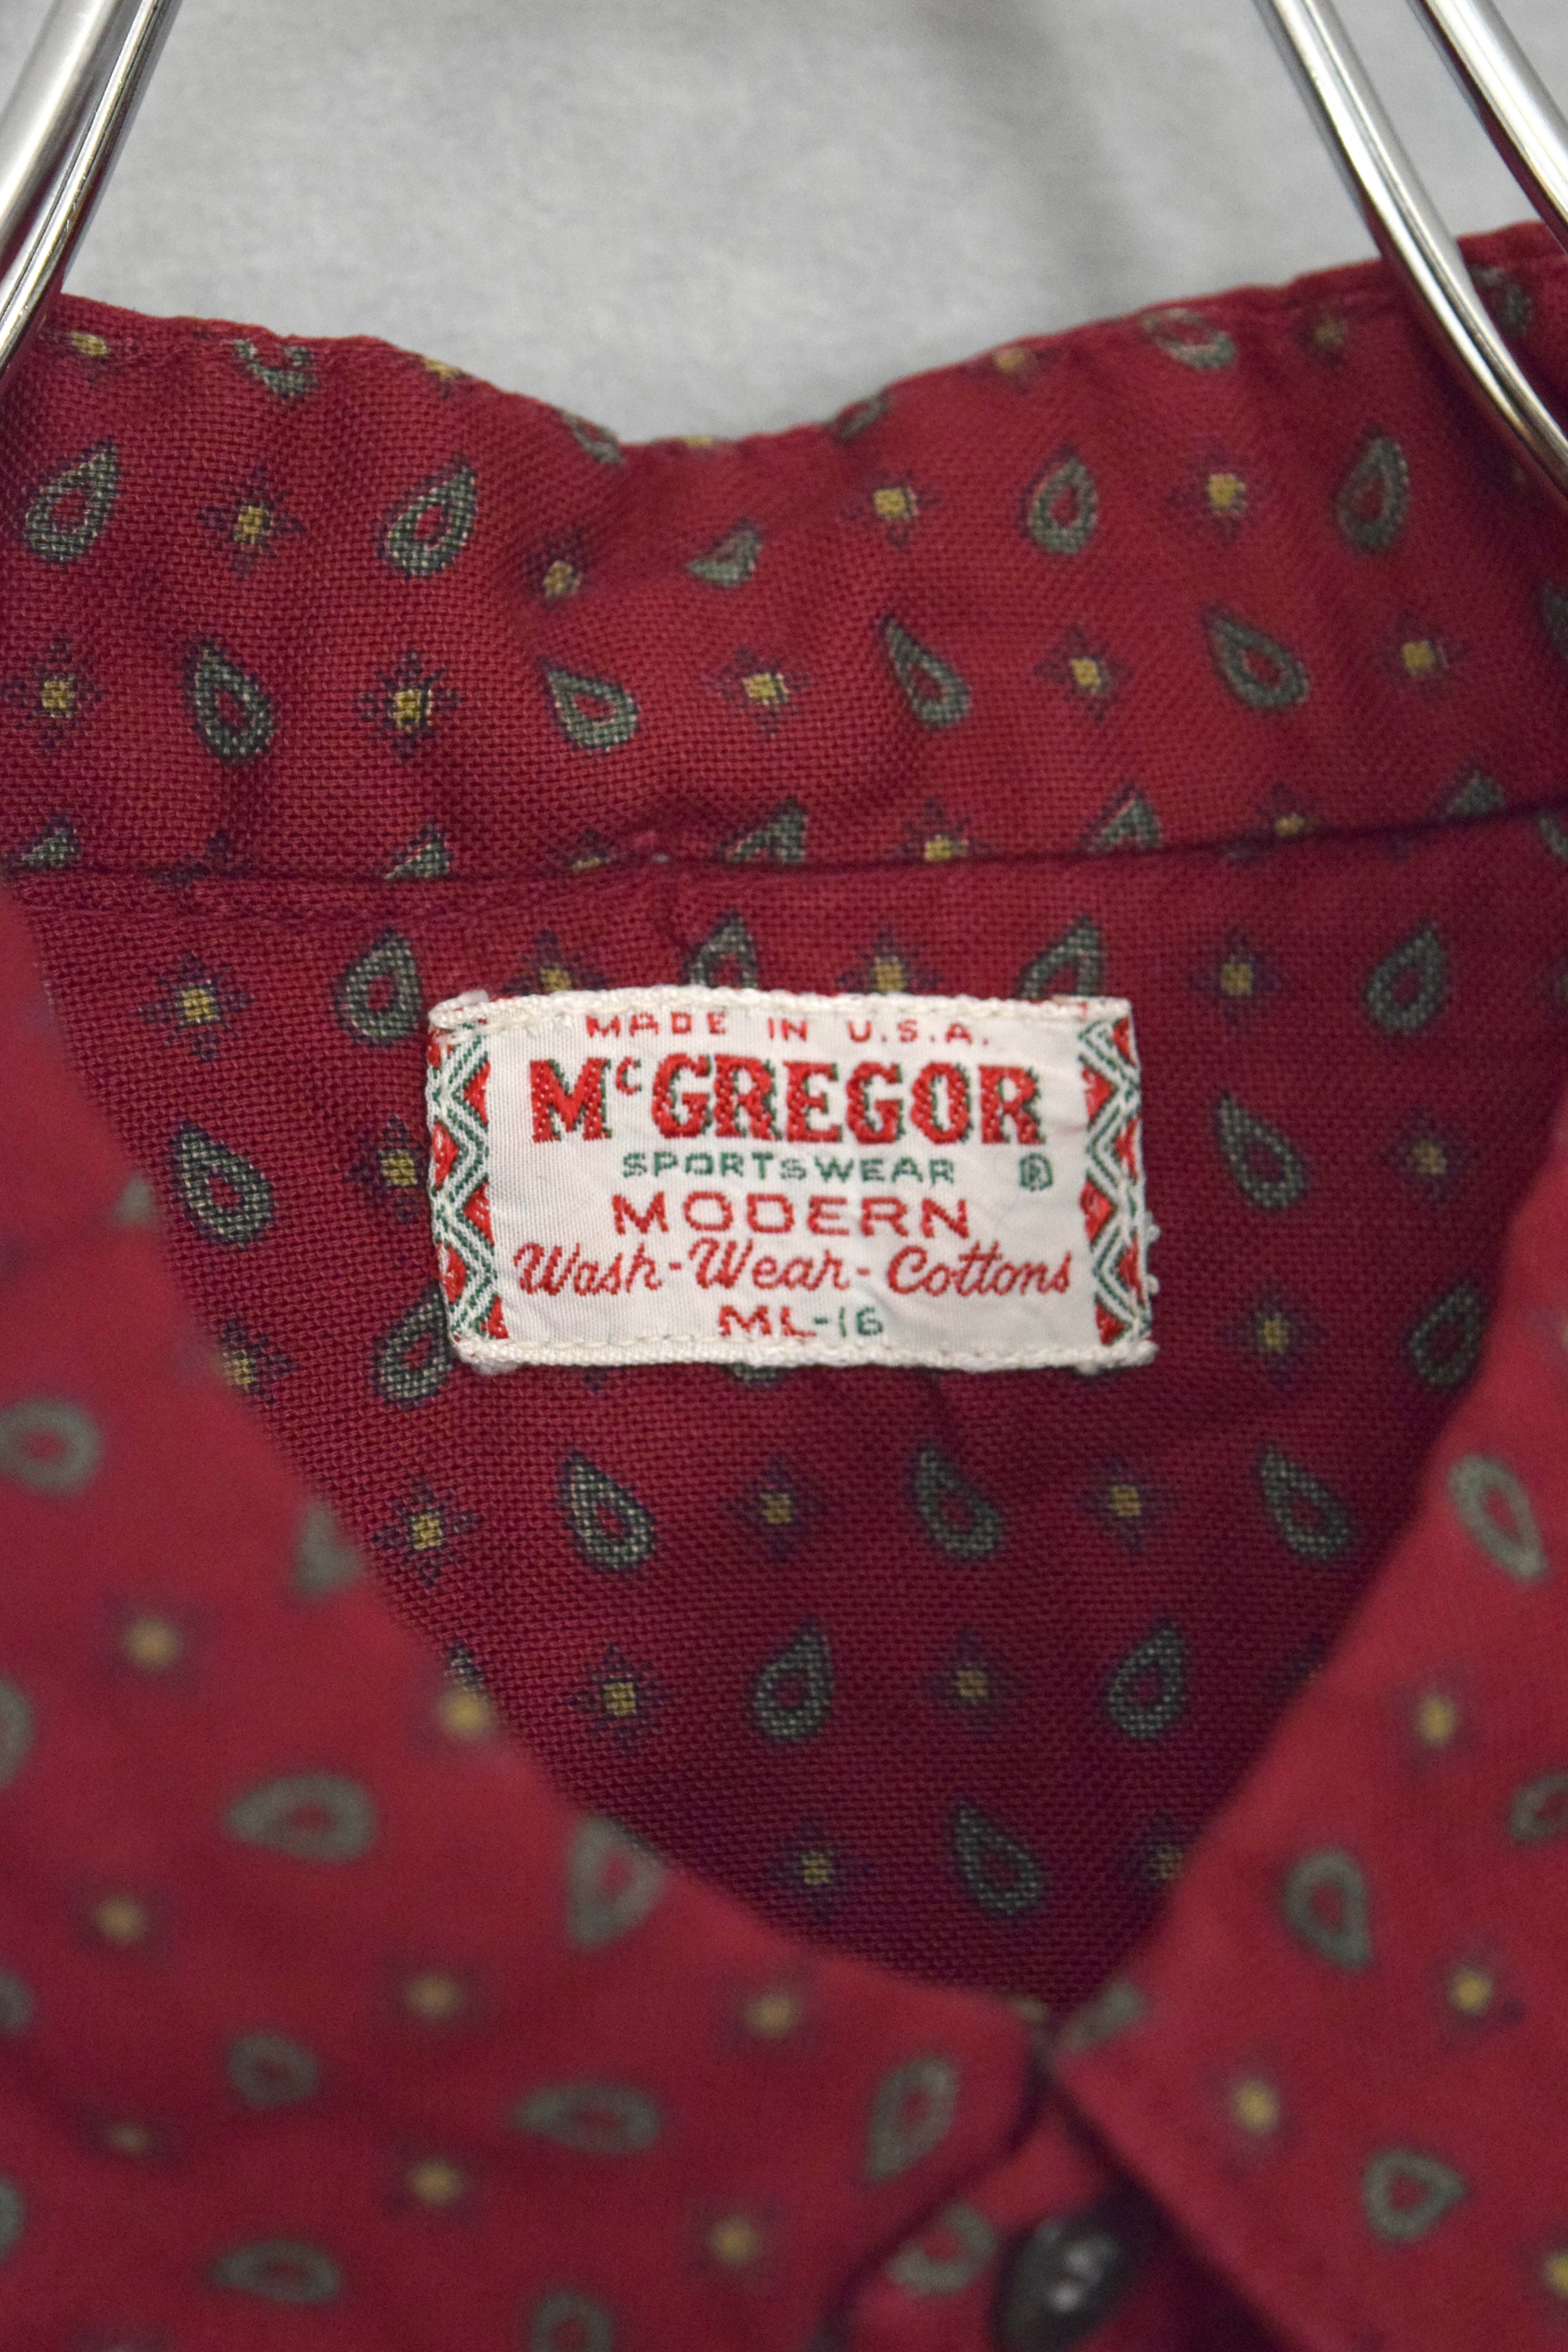 MADE IN U.S.A.
McGREGOR
SPORTSWEAR ®
MODERN
Wash-Wear-Cottons
ML-16